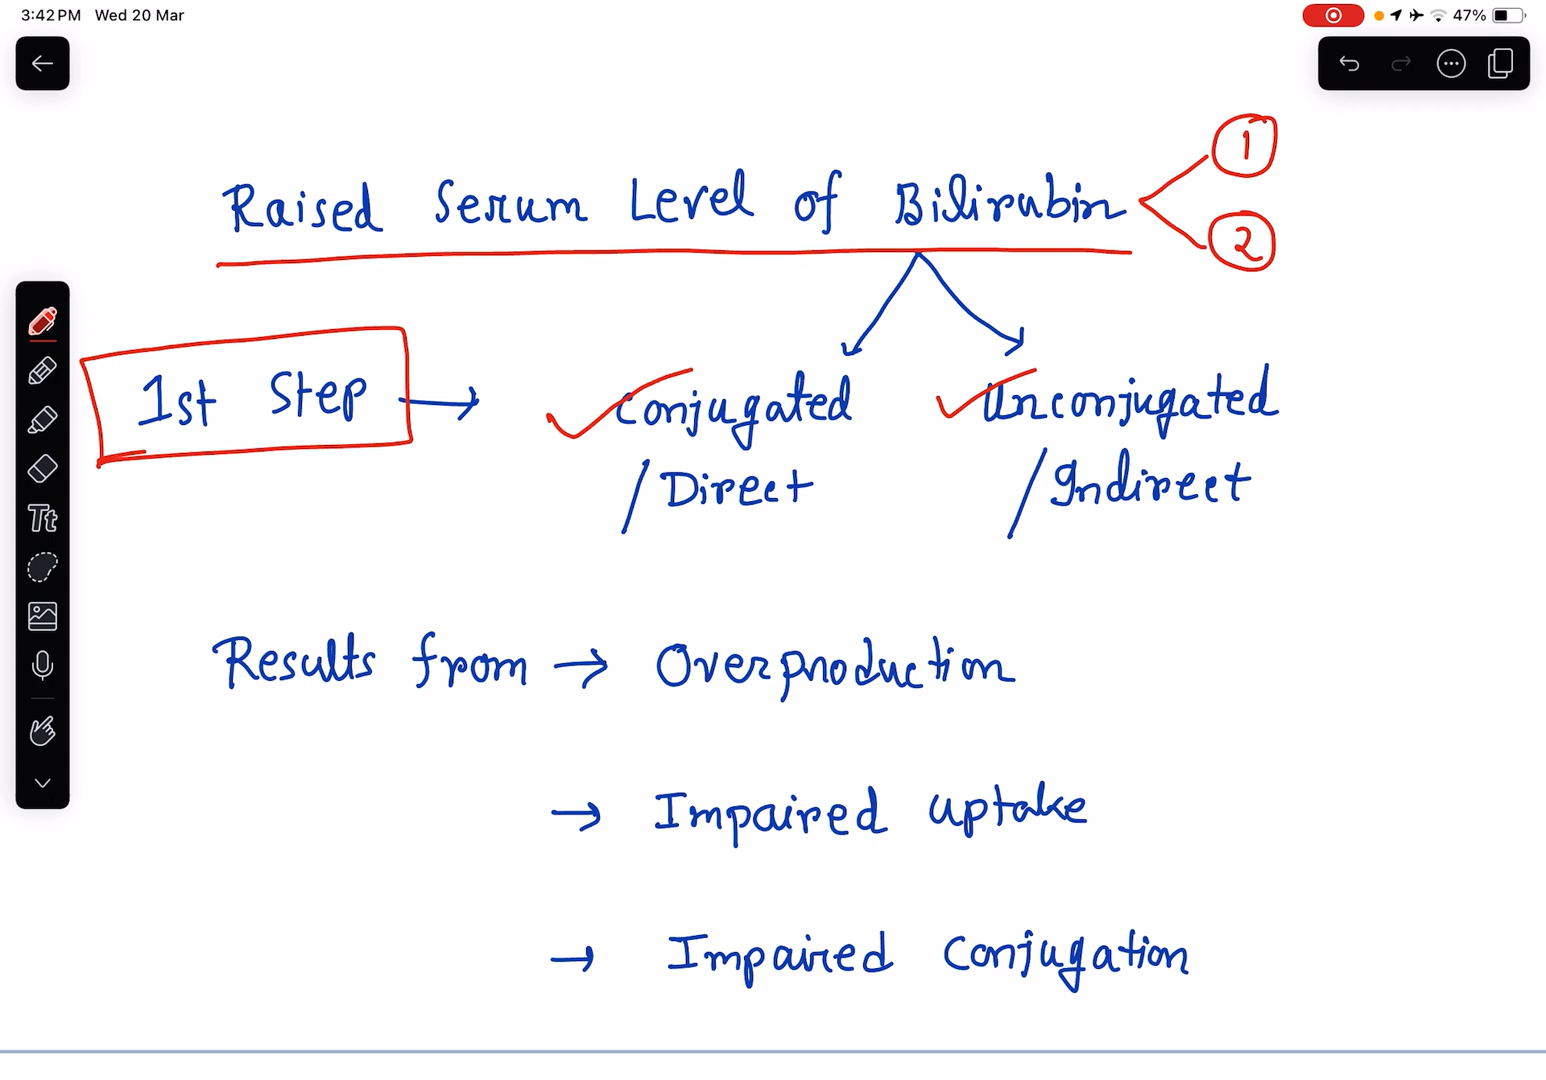 3:42 PM Wed 20 Mar
47%
1
Raised Serum Level of Bilirubin
2
1st Step → Conjugated Unconjugated
/Direct /Indirect
Results from → Overproduction
→ Impaired uptake
→ Impaired Conjugation
Tt